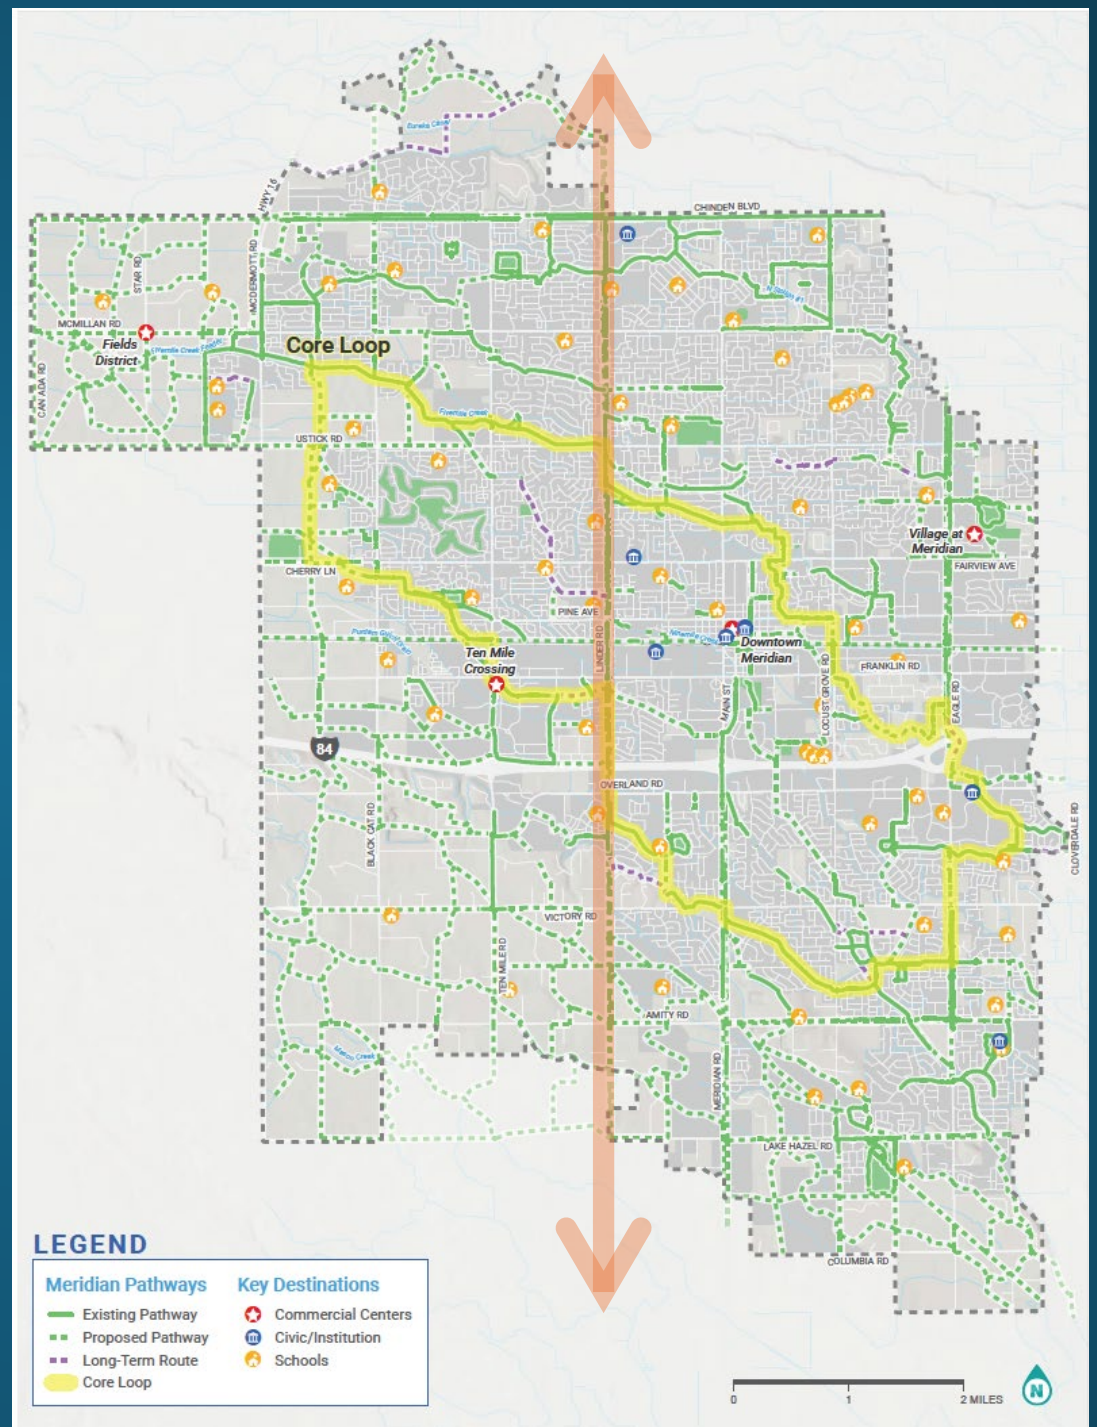 Eureka Canal
HWY 16
CHINDEN BLVD
MCDERMOTT RD
STAR RD
MCMILLAN RD
Fields
District
Core Loop
CAN ADA RD
Fivemile Creek
USTICK RD
Village at
Meridian
FAIRVIEW AVE
CHERRY LN
PINE AVE
LINDER RD
Downtown
Meridian
Ten Mile
Crossing
FRANKLIN RD
LOCUST GROVE RD
MAIN ST
EAGLE RD
84
OVERLAND RD
BLACK CAT RD
CLOVERDALE RD
VICTORY RD
TEN MILE RD
AMITY RD
MERIDIAN RD
LAKE HAZEL RD
COLUMBIA RD
LEGEND
Meridian Pathways
Existing Pathway
Proposed Pathway
Long-Term Route
Core Loop
Key Destinations
Commercial Centers
Civic/Institution
Schools
0 1 2 MILES
N